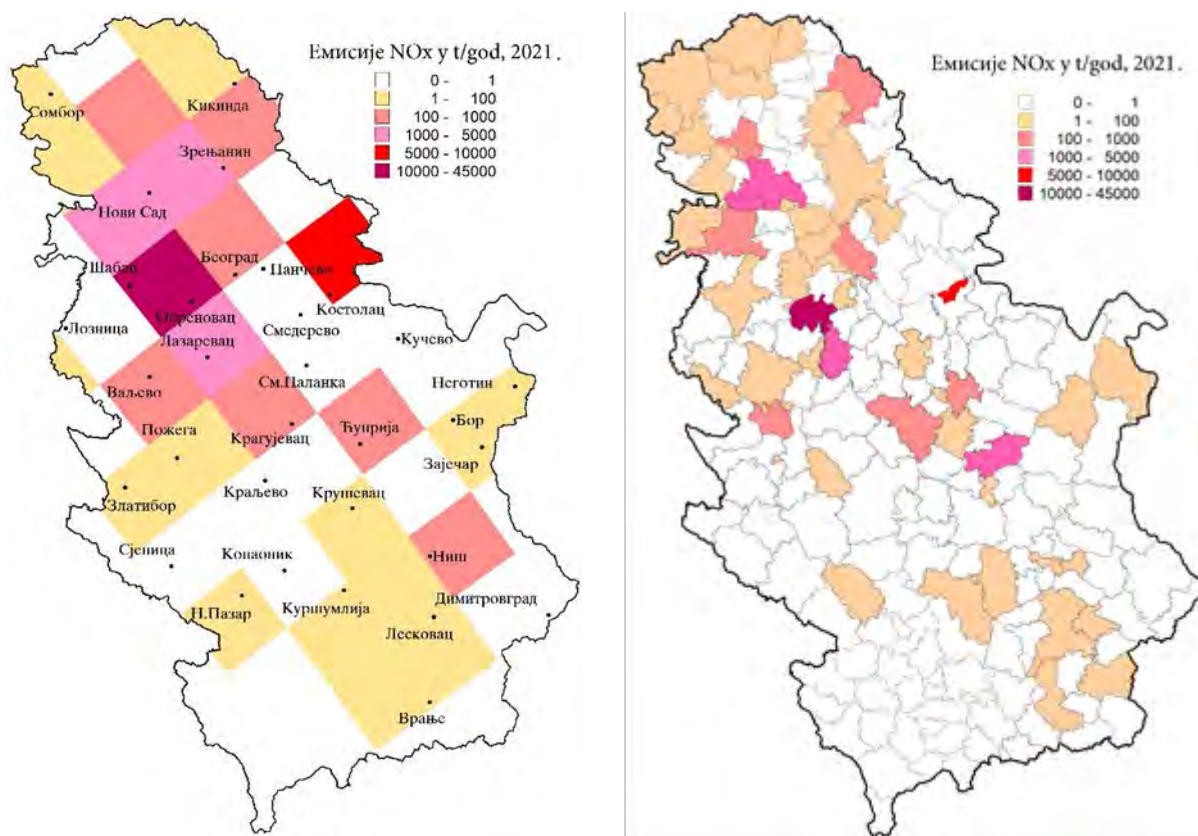 Емисије NOx у t/god, 2021.
0 - 1
1 - 100
100 - 1000
1000 - 5000
5000 - 10000
10000 - 45000
Сомбор
Кикинда
Зрењанин
Нови Сад
Београд
Панчево
Шабац
Обреновац
Костолац
Лозница
Смедерево
Лазаревац
Кучево
Ваљево
См.Паланка
Неготин
Пожега
Крагујевац
Ћуприја
Бор
Зајечар
Златибор
Краљево
Крушевац
Сјеница
Копаоник
Ниш
Н.Пазар
Куршумлија
Димитровград
Лесковац
Врање
Емисије NOx у t/god, 2021.
0 - 1
1 - 100
100 - 1000
1000 - 5000
5000 - 10000
10000 - 45000